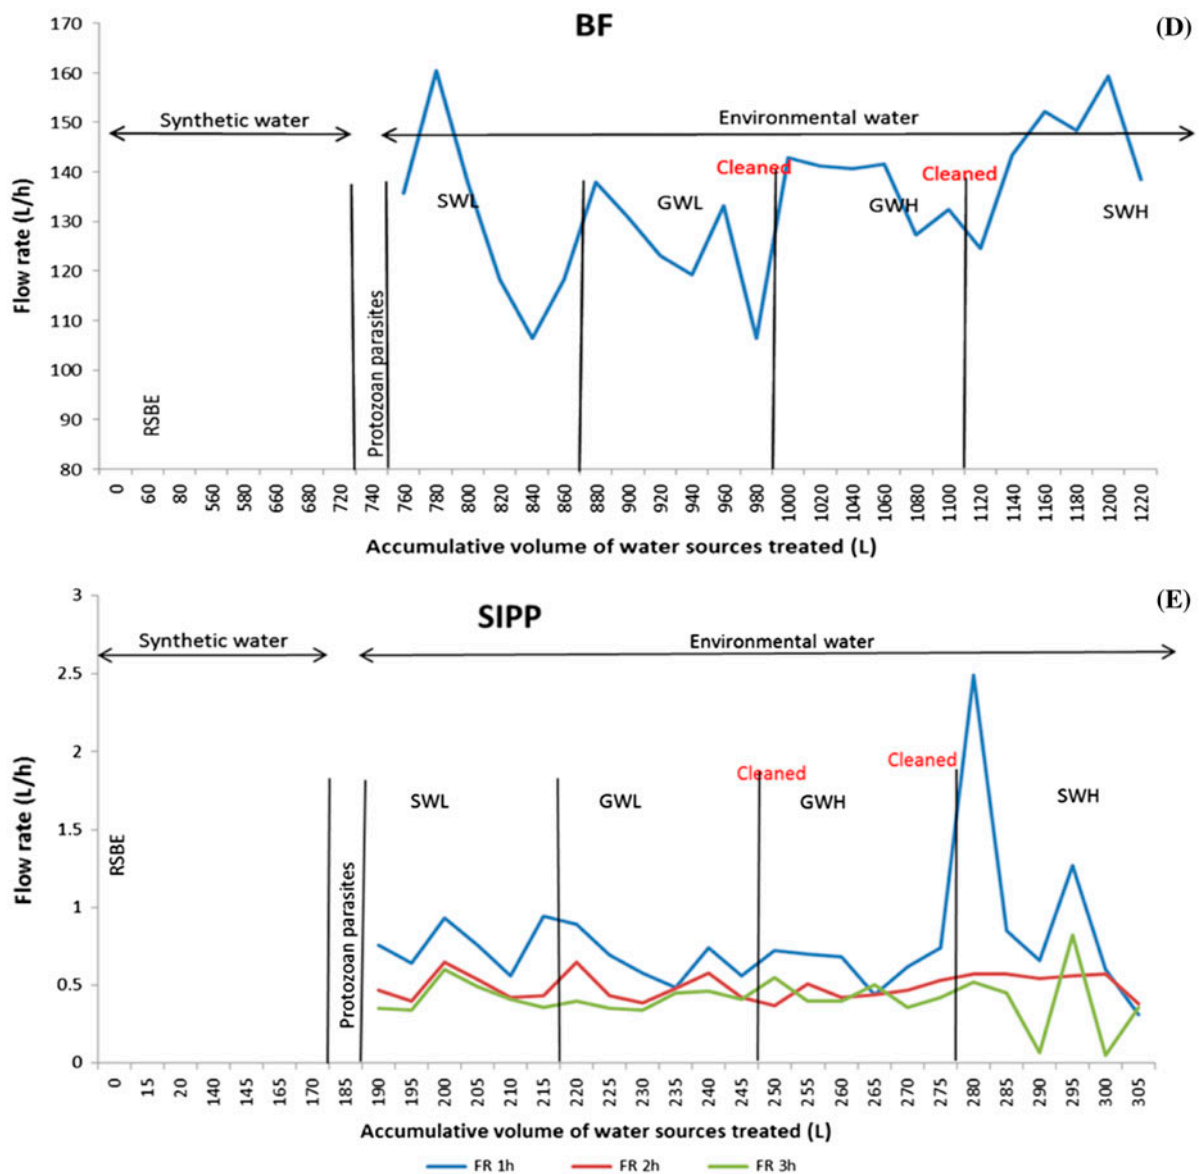 BF
(D)
170
160
150
140
130
120
110
100
90
80
Flow rate (L/h)
Synthetic water
Environmental water
RSBE
Protozoan parasites
SWL
GWL
Cleaned
GWH
Cleaned
SWH
0 60 80 560 580 660 680 720 740 760 780 800 820 840 860 880 900 920 940 960 980 1000 1020 1040 1060 1080 1100 1120 1140 1160 1180 1200 1220
Accumulative volume of water sources treated (L)
SIPP
(E)
3
2.5
2
1.5
1
0.5
0
Flow rate (L/h)
Synthetic water
Environmental water
RSBE
Protozoan parasites
SWL
GWL
Cleaned
GWH
Cleaned
SWH
0 15 20 140 145 165 170 185 190 195 200 205 210 215 220 225 230 235 240 245 250 255 260 265 270 275 280 285 290 295 300 305
Accumulative volume of water sources treated (L)
FR 1h FR 2h FR 3h